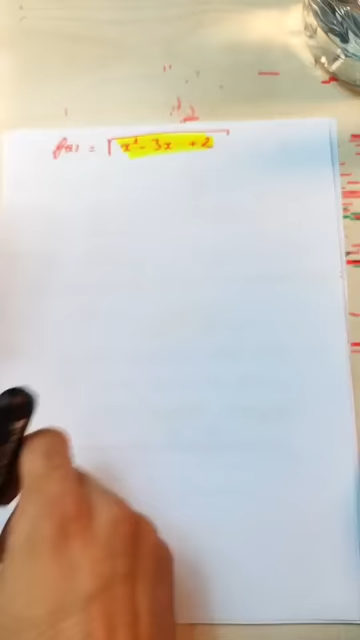 f(x) = √x² - 3x + 2